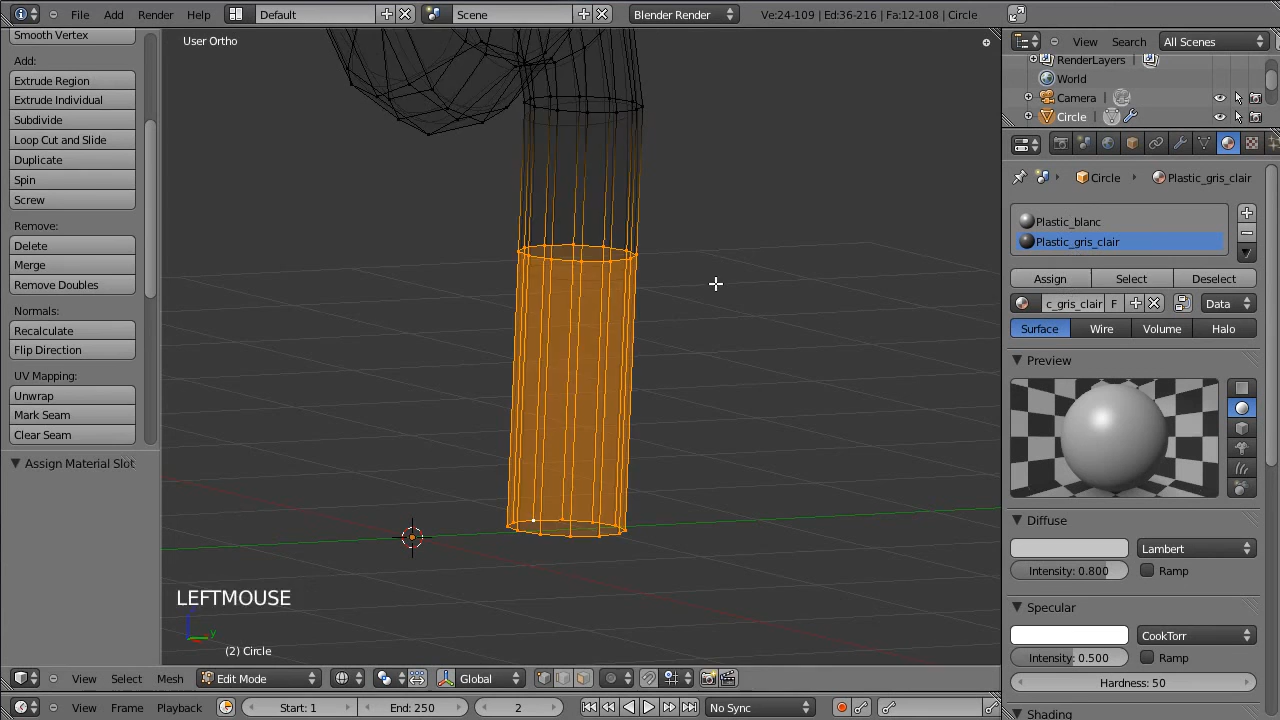 File Add Render Help Default Scene Blender Render Ve:24-109 | Ed:36-216 | Fa:12-108 | Circle
Smooth Vertex
Add:
Extrude Region
Extrude Individual
Subdivide
Loop Cut and Slide
Duplicate
Spin
Screw
Remove:
Delete
Merge
Remove Doubles
Normals:
Recalculate
Flip Direction
UV Mapping:
Unwrap
Mark Seam
Clear Seam
Assign Material Slot
User Ortho
LEFTMOUSE
y
(2) Circle
View Select Mesh Edit Mode Global
View Frame Playback Start: 1 End: 250 2 No Sync
View Search All Scenes
RenderLayers
World
Camera
Circle
Circle Plastic_gris_clair
Plastic_blanc
Plastic_gris_clair
Assign Select Deselect
c_gris_clair F Data
Surface Wire Volume Halo
Preview
Diffuse
Lambert
Intensity: 0.800 Ramp
Specular
CookTorr
Intensity: 0.500 Ramp
Hardness: 50
Shading